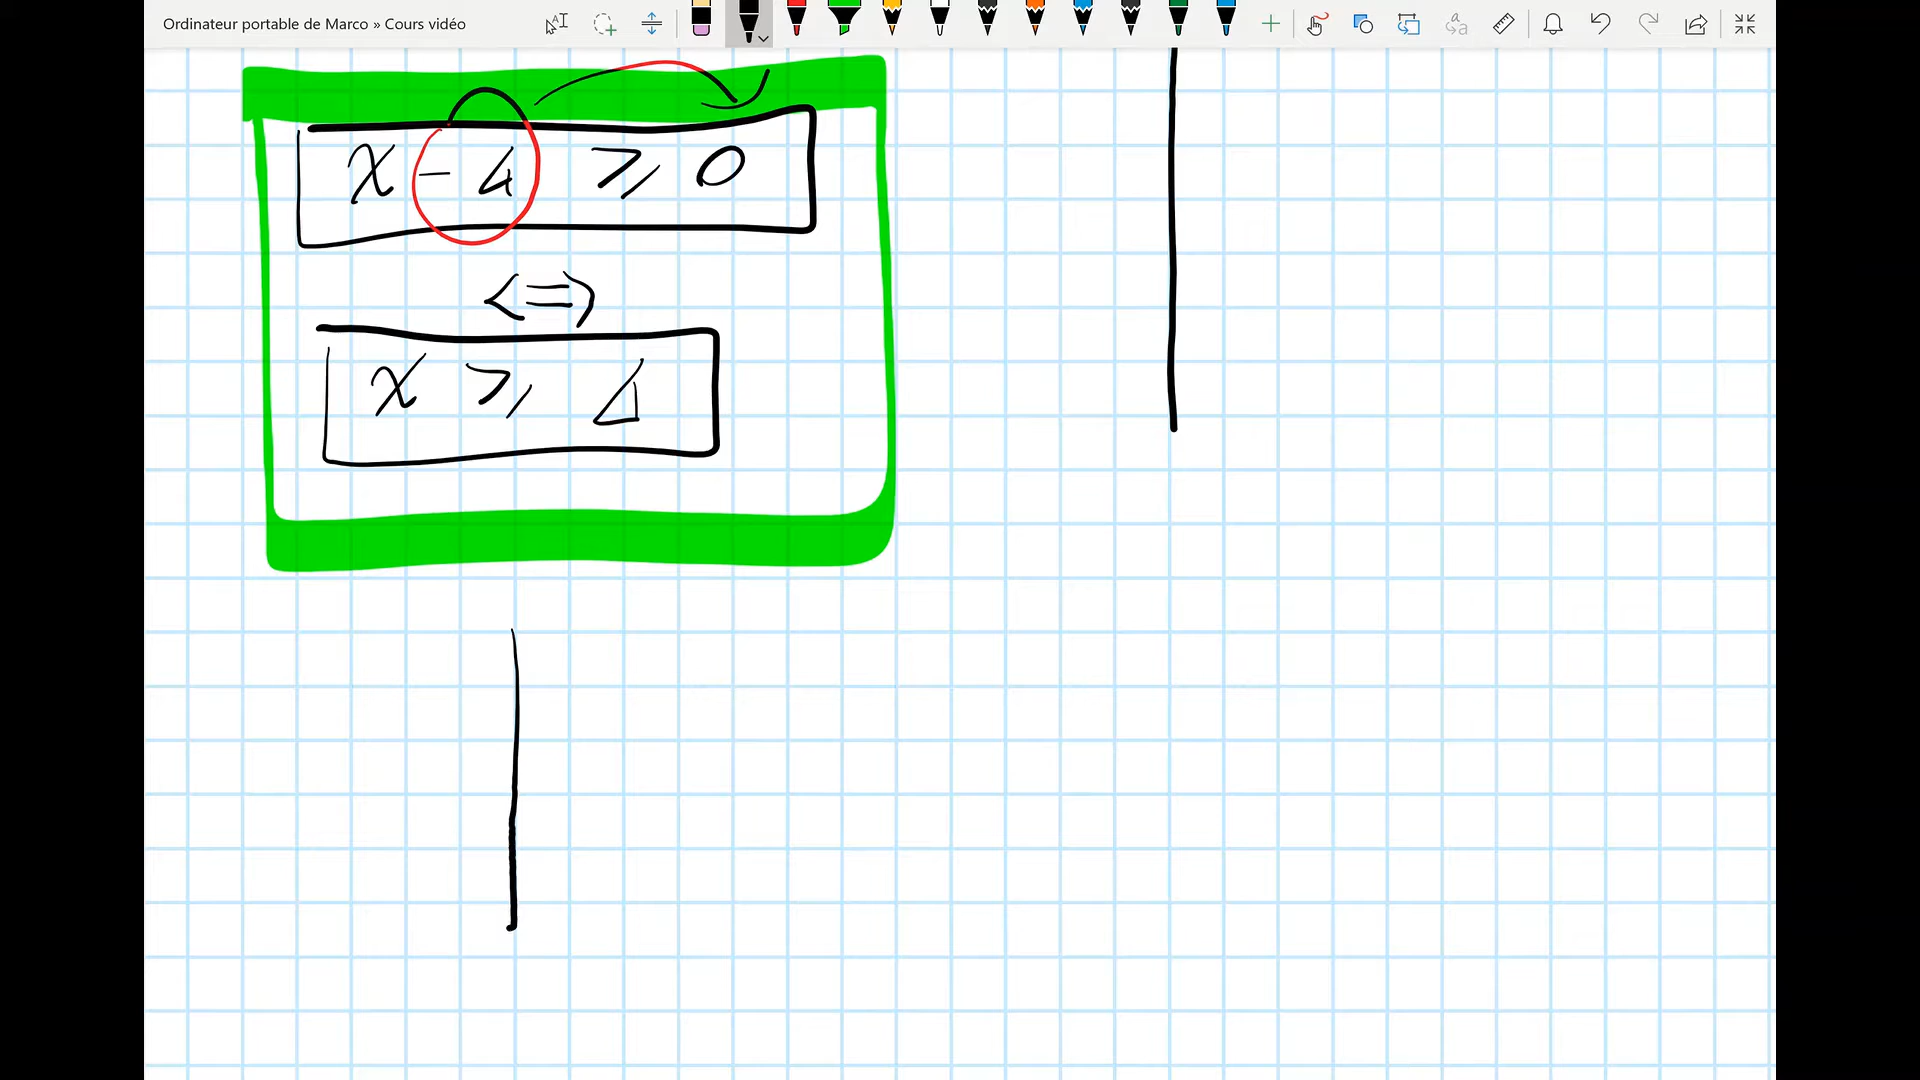 Ordinateur portable de Marco » Cours vidéo
x - 4 ⩾ 0
<=>
x ⩾ 4